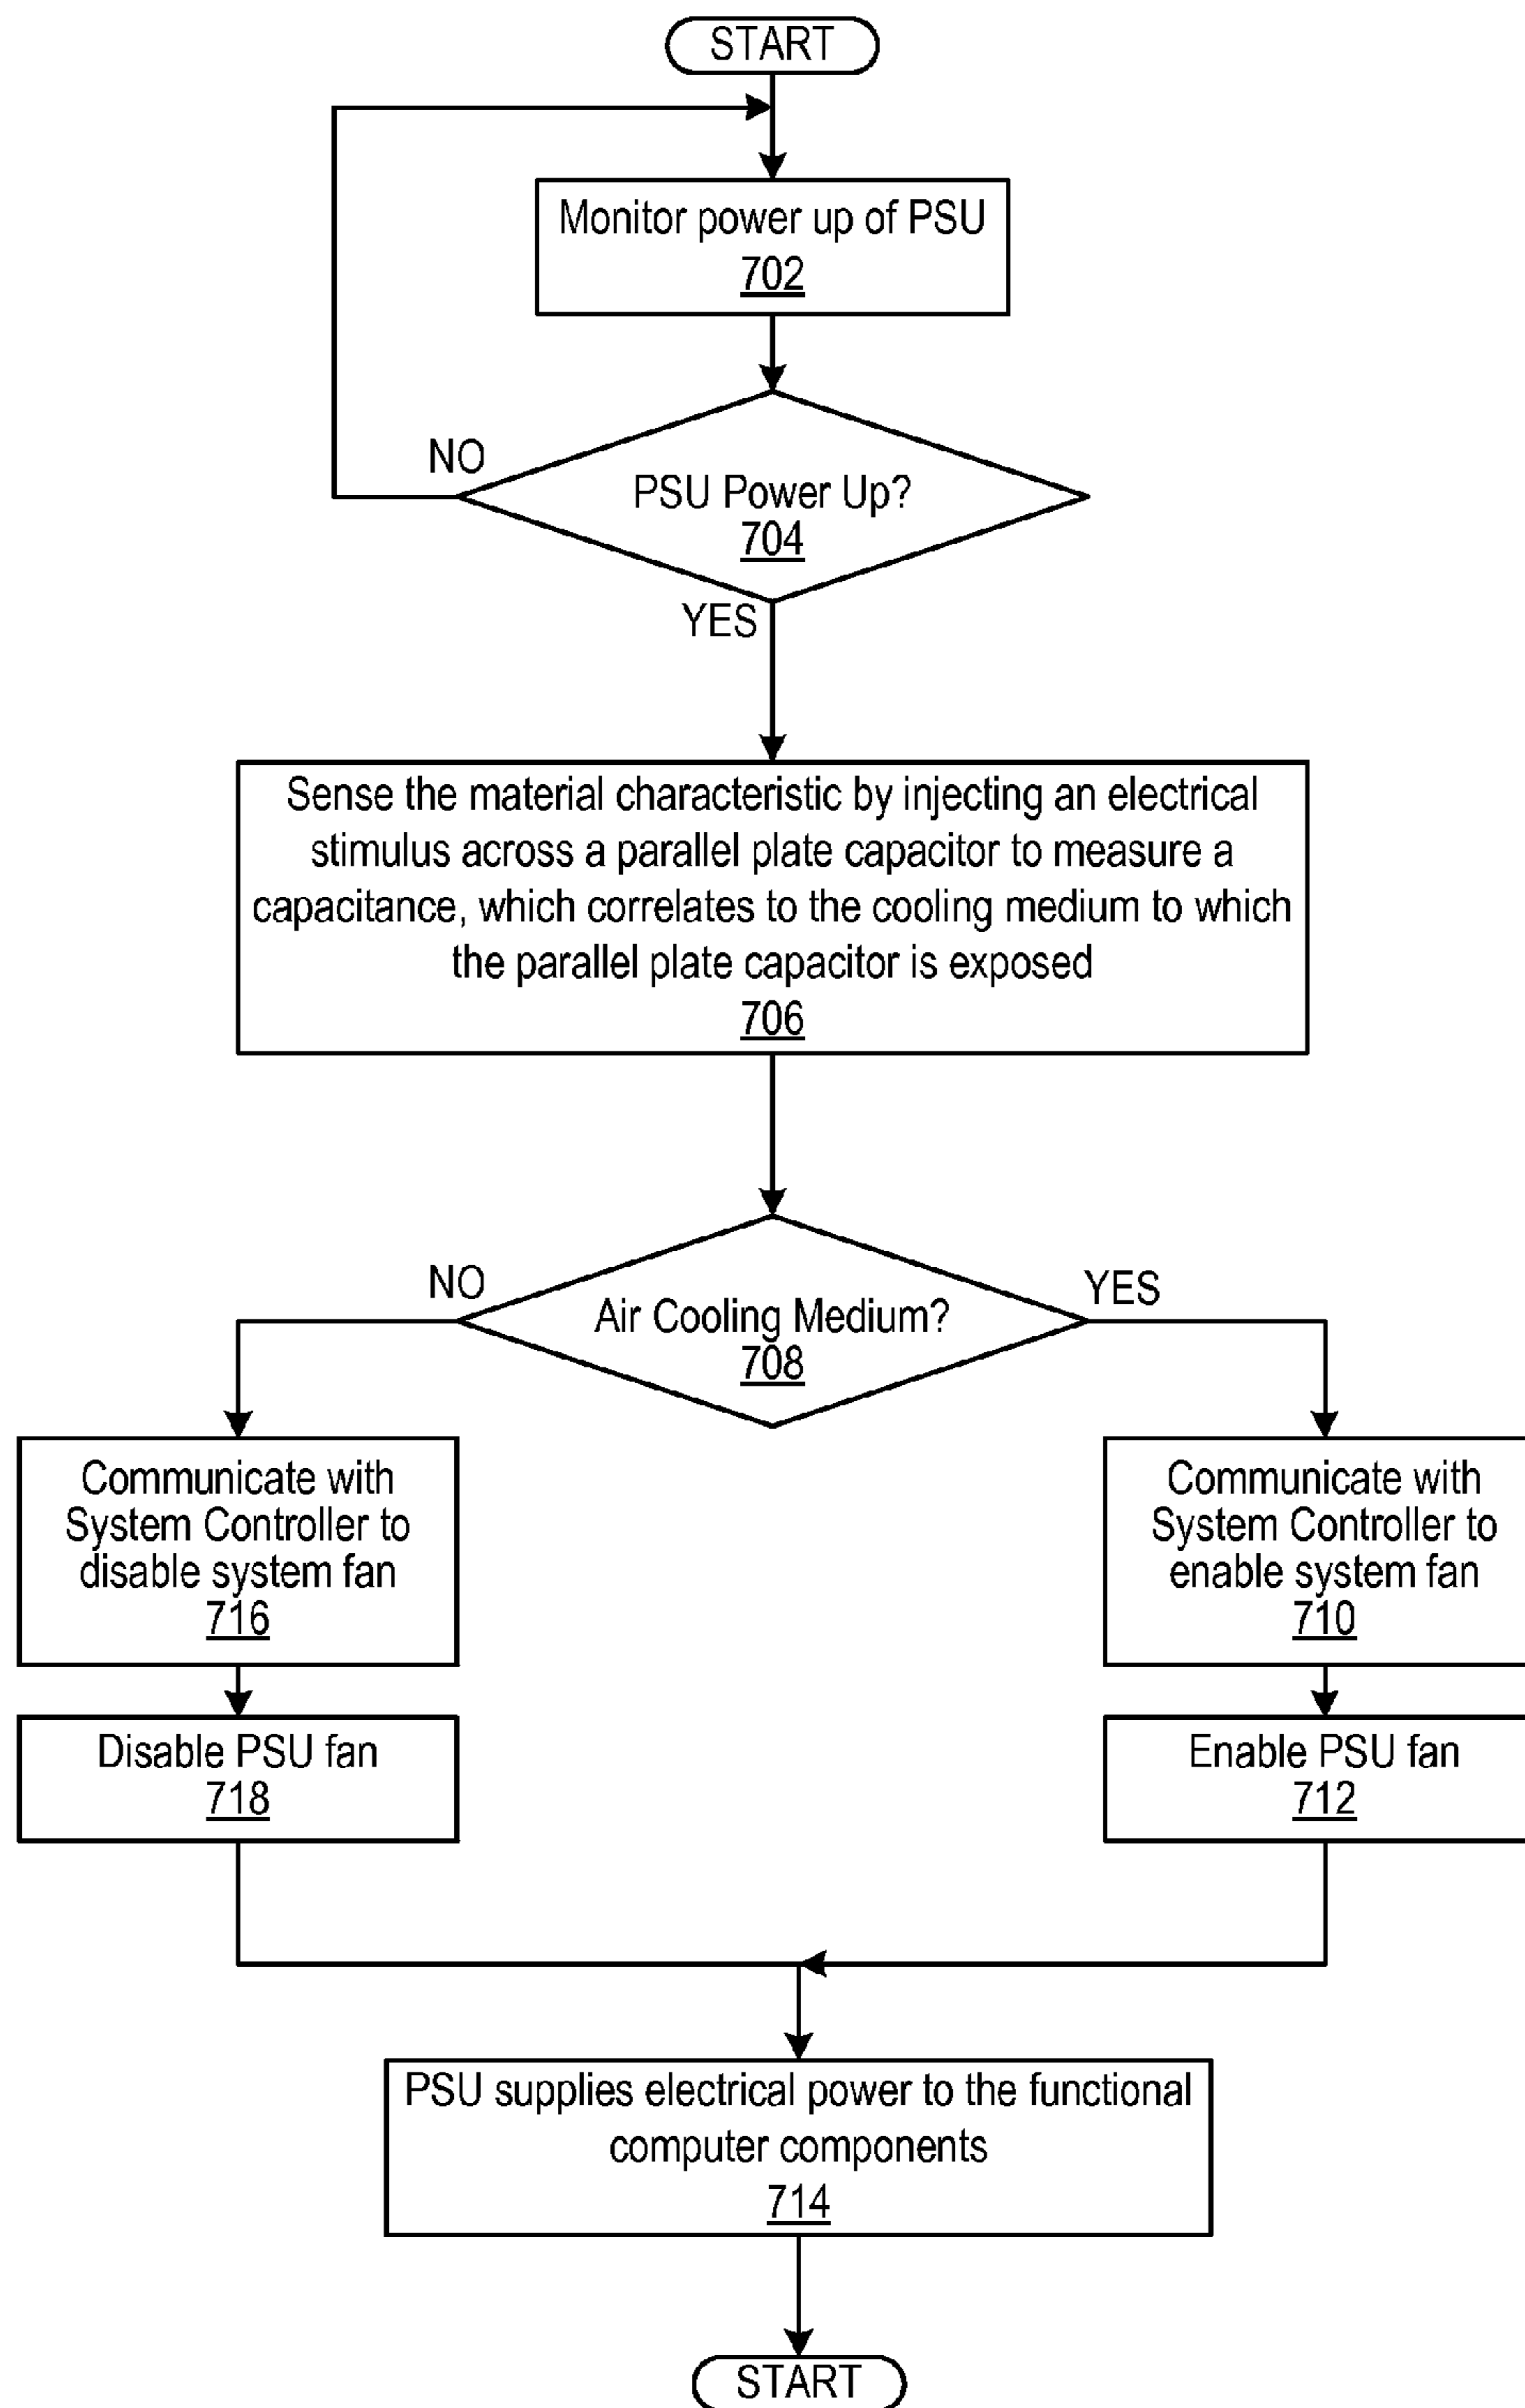 START
Monitor power up of PSU
702
NO
PSU Power Up?
704
YES
Sense the material characteristic by injecting an electrical
stimulus across a parallel plate capacitor to measure a
capacitance, which correlates to the cooling medium to which
the parallel plate capacitor is exposed
706
NO
YES
Air Cooling Medium?
708
Communicate with
System Controller to
disable system fan
716
Communicate with
System Controller to
enable system fan
710
Disable PSU fan
718
Enable PSU fan
712
PSU supplies electrical power to the functional
computer components
714
START